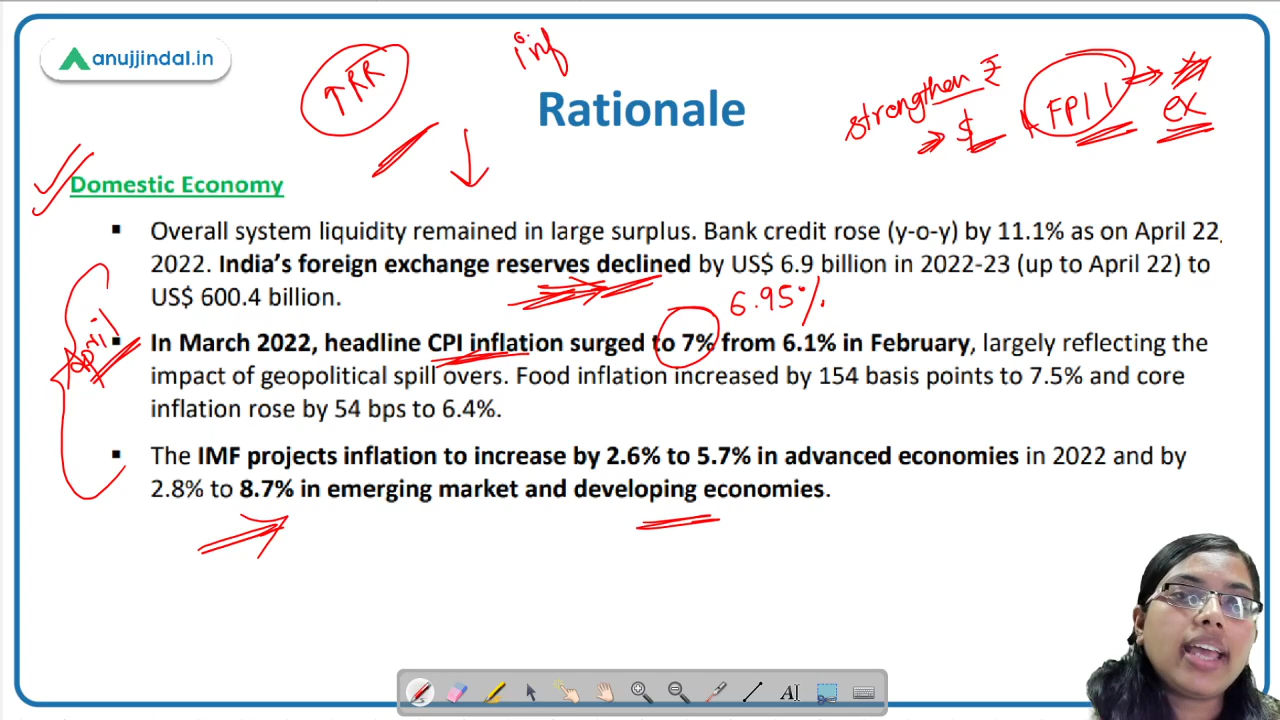 anujjindal.in
↑RR
inf
strengthen ₹
$
FPI
ex
Rationale
Domestic Economy
▪ Overall system liquidity remained in large surplus. Bank credit rose (y-o-y) by 11.1% as on April 22,
2022. India's foreign exchange reserves declined by US$ 6.9 billion in 2022-23 (up to April 22) to
US$ 600.4 billion.
6.95%
April
▪ In March 2022, headline CPI inflation surged to 7% from 6.1% in February, largely reflecting the
impact of geopolitical spill overs. Food inflation increased by 154 basis points to 7.5% and core
inflation rose by 54 bps to 6.4%.
▪ The IMF projects inflation to increase by 2.6% to 5.7% in advanced economies in 2022 and by
2.8% to 8.7% in emerging market and developing economies.